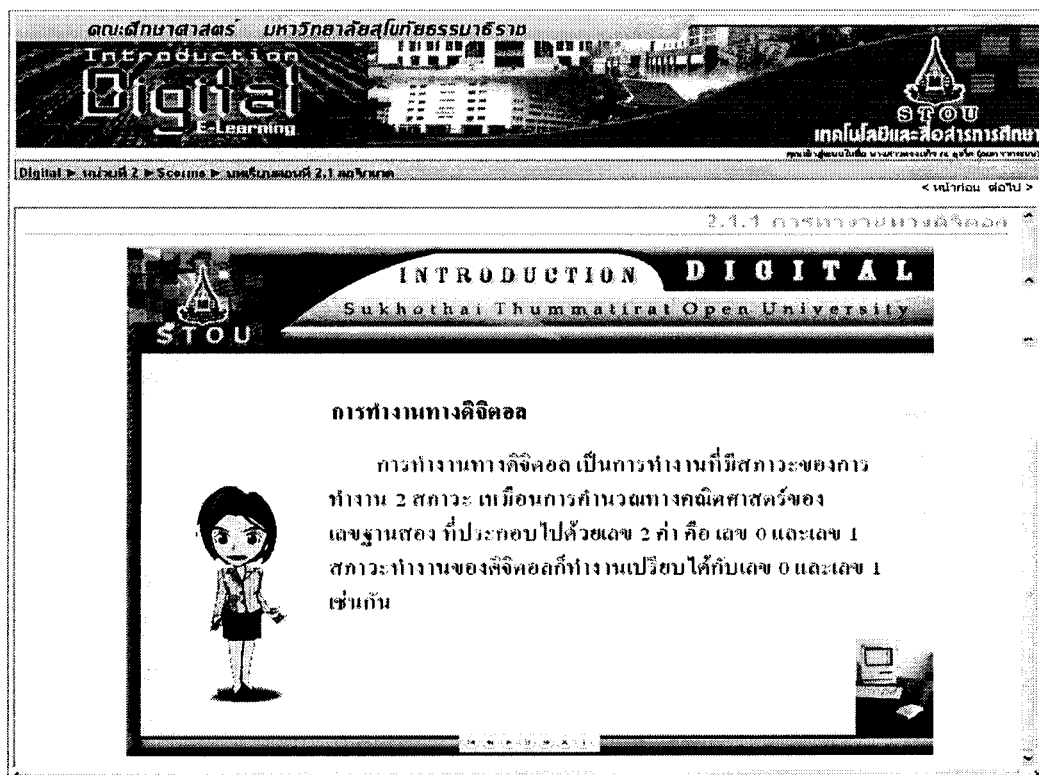 คณะศึกษาศาสตร์ มหาวิทยาลัยสุโขทัยธรรมาธิราช
Introduction
Digital
E-Learning
STOU
เทคโนโลยีและสื่อสารการศึกษา
Digital ► หน่วยที่ 2 ► Scorms ► บทเรียนตอนที่ 2.1
< หน้าก่อน ต่อไป >
2.1.1 การทำงานทางดิจิตอล
INTRODUCTION DIGITAL
Sukhothai Thummatirat Open University
STOU
การทำงานทางดิจิตอล
การทำงานทางดิจิตอล เป็นการทำงานที่มีสภาวะของการ
ทำงาน 2 สภาวะ เหมือนการคำนวณทางคณิตศาสตร์ของ
เลขฐานสอง ที่ประกอบไปด้วยเลข 2 ค่า คือ เลข 0 และเลข 1
สภาวะทำงานของดิจิตอลก็ทำงานเปรียบได้กับเลข 0 และเลข 1
เช่นกัน